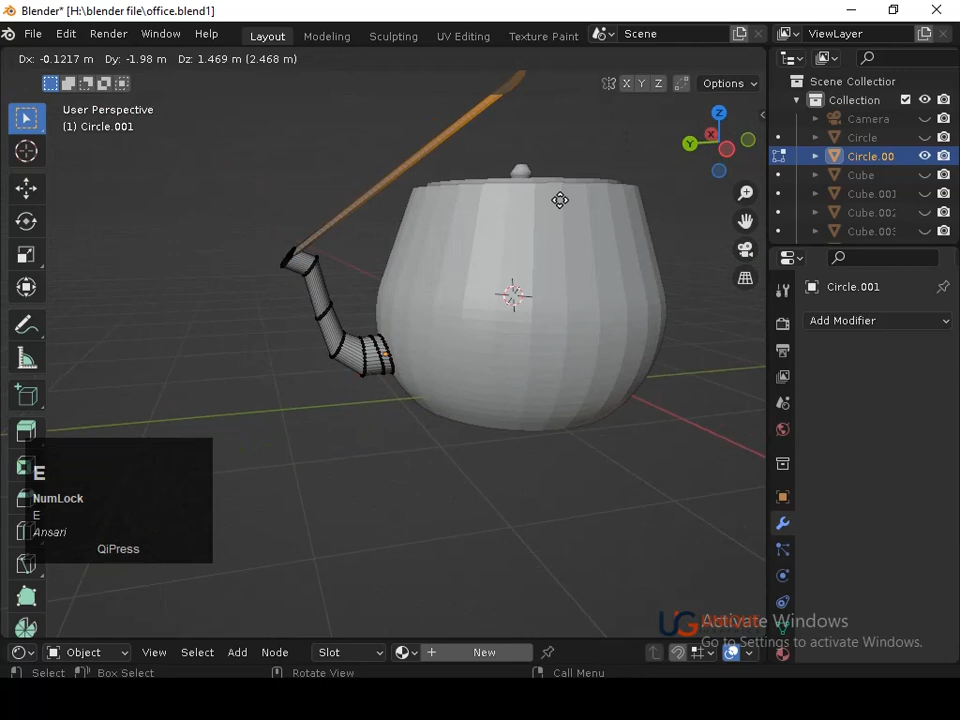 Blender* [H:\blender file\office.blend1]
File Edit Render Window Help Layout Modeling Sculpting UV Editing Texture Paint Scene ViewLayer
Dx: -0.1217 m Dy: -1.98 m Dz: 1.469 m (2.468 m)
X Y Z Options
User Perspective
(1) Circle.001
Z
X
Y
Scene Collection
Collection
Camera
Circle
Circle.00
Cube
Cube.001
Cube.002
Cube.003
Circle.001
Add Modifier
E
NumLock
E
Ansari
QiPress
UG
Activate Windows
Go to Settings to activate Windows.
Object View Select Add Node Slot New
Select Box Select Rotate View Call Menu